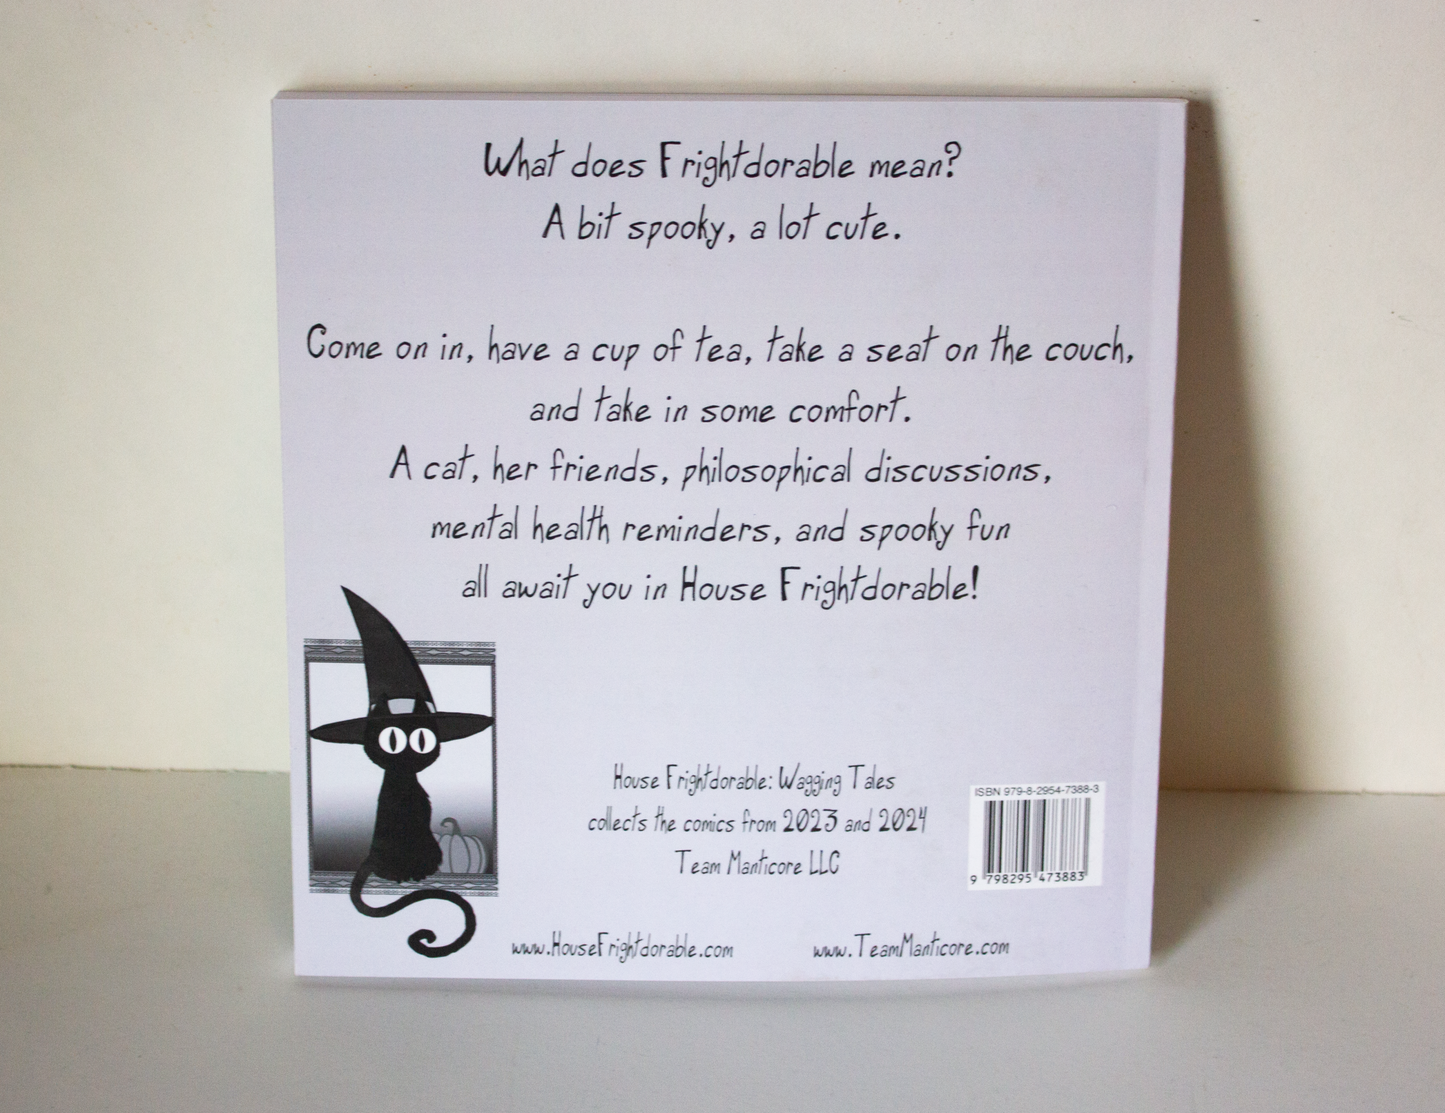 What does Frightdorable mean?
A bit spooky, a lot cute.
Come on in, have a cup of tea, take a seat on the couch,
and take in some comfort.
A cat, her friends, philosophical discussions,
mental health reminders, and spooky fun
all await you in House Frightdorable!
House Frightdorable: Wagging Tales
collects the comics from 2023 and 2024
Team Manticore LLC
ISBN 979-8-2954-7388-3
9 798295 473883
www.HouseFrightdorable.com
www.TeamManticore.com